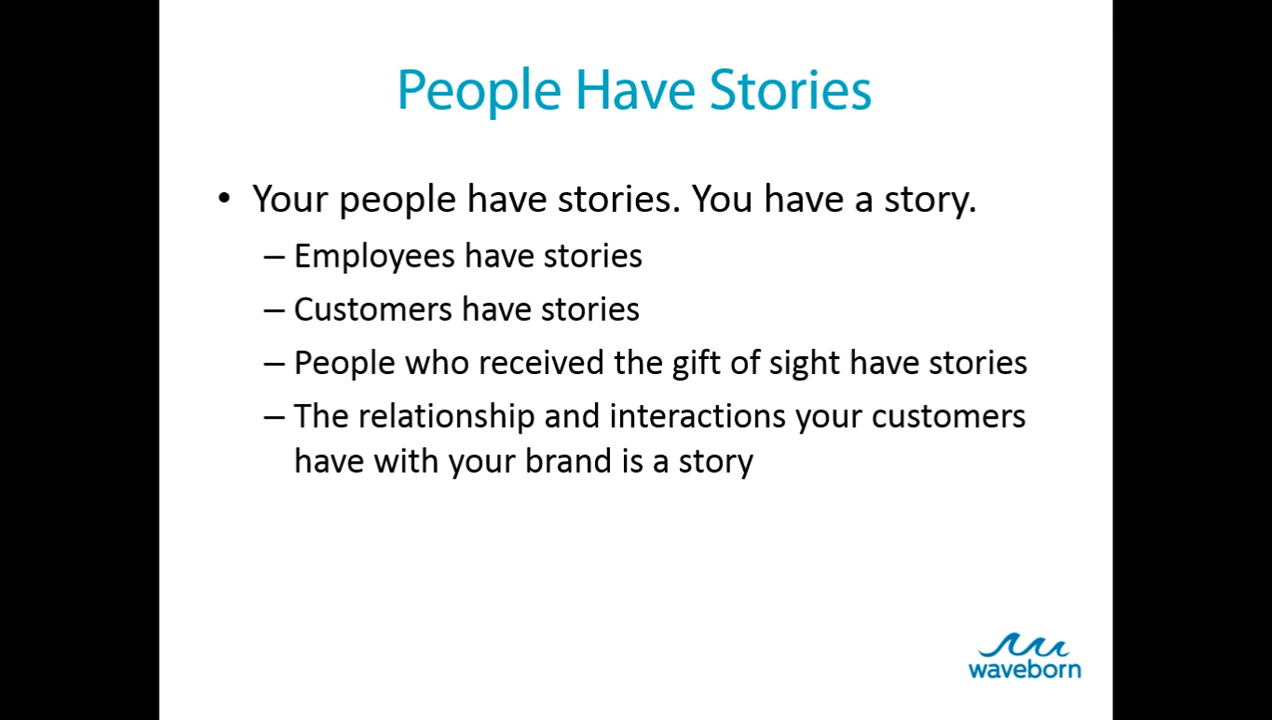 People Have Stories
• Your people have stories. You have a story.
– Employees have stories
– Customers have stories
– People who received the gift of sight have stories
– The relationship and interactions your customers
have with your brand is a story
waveborn